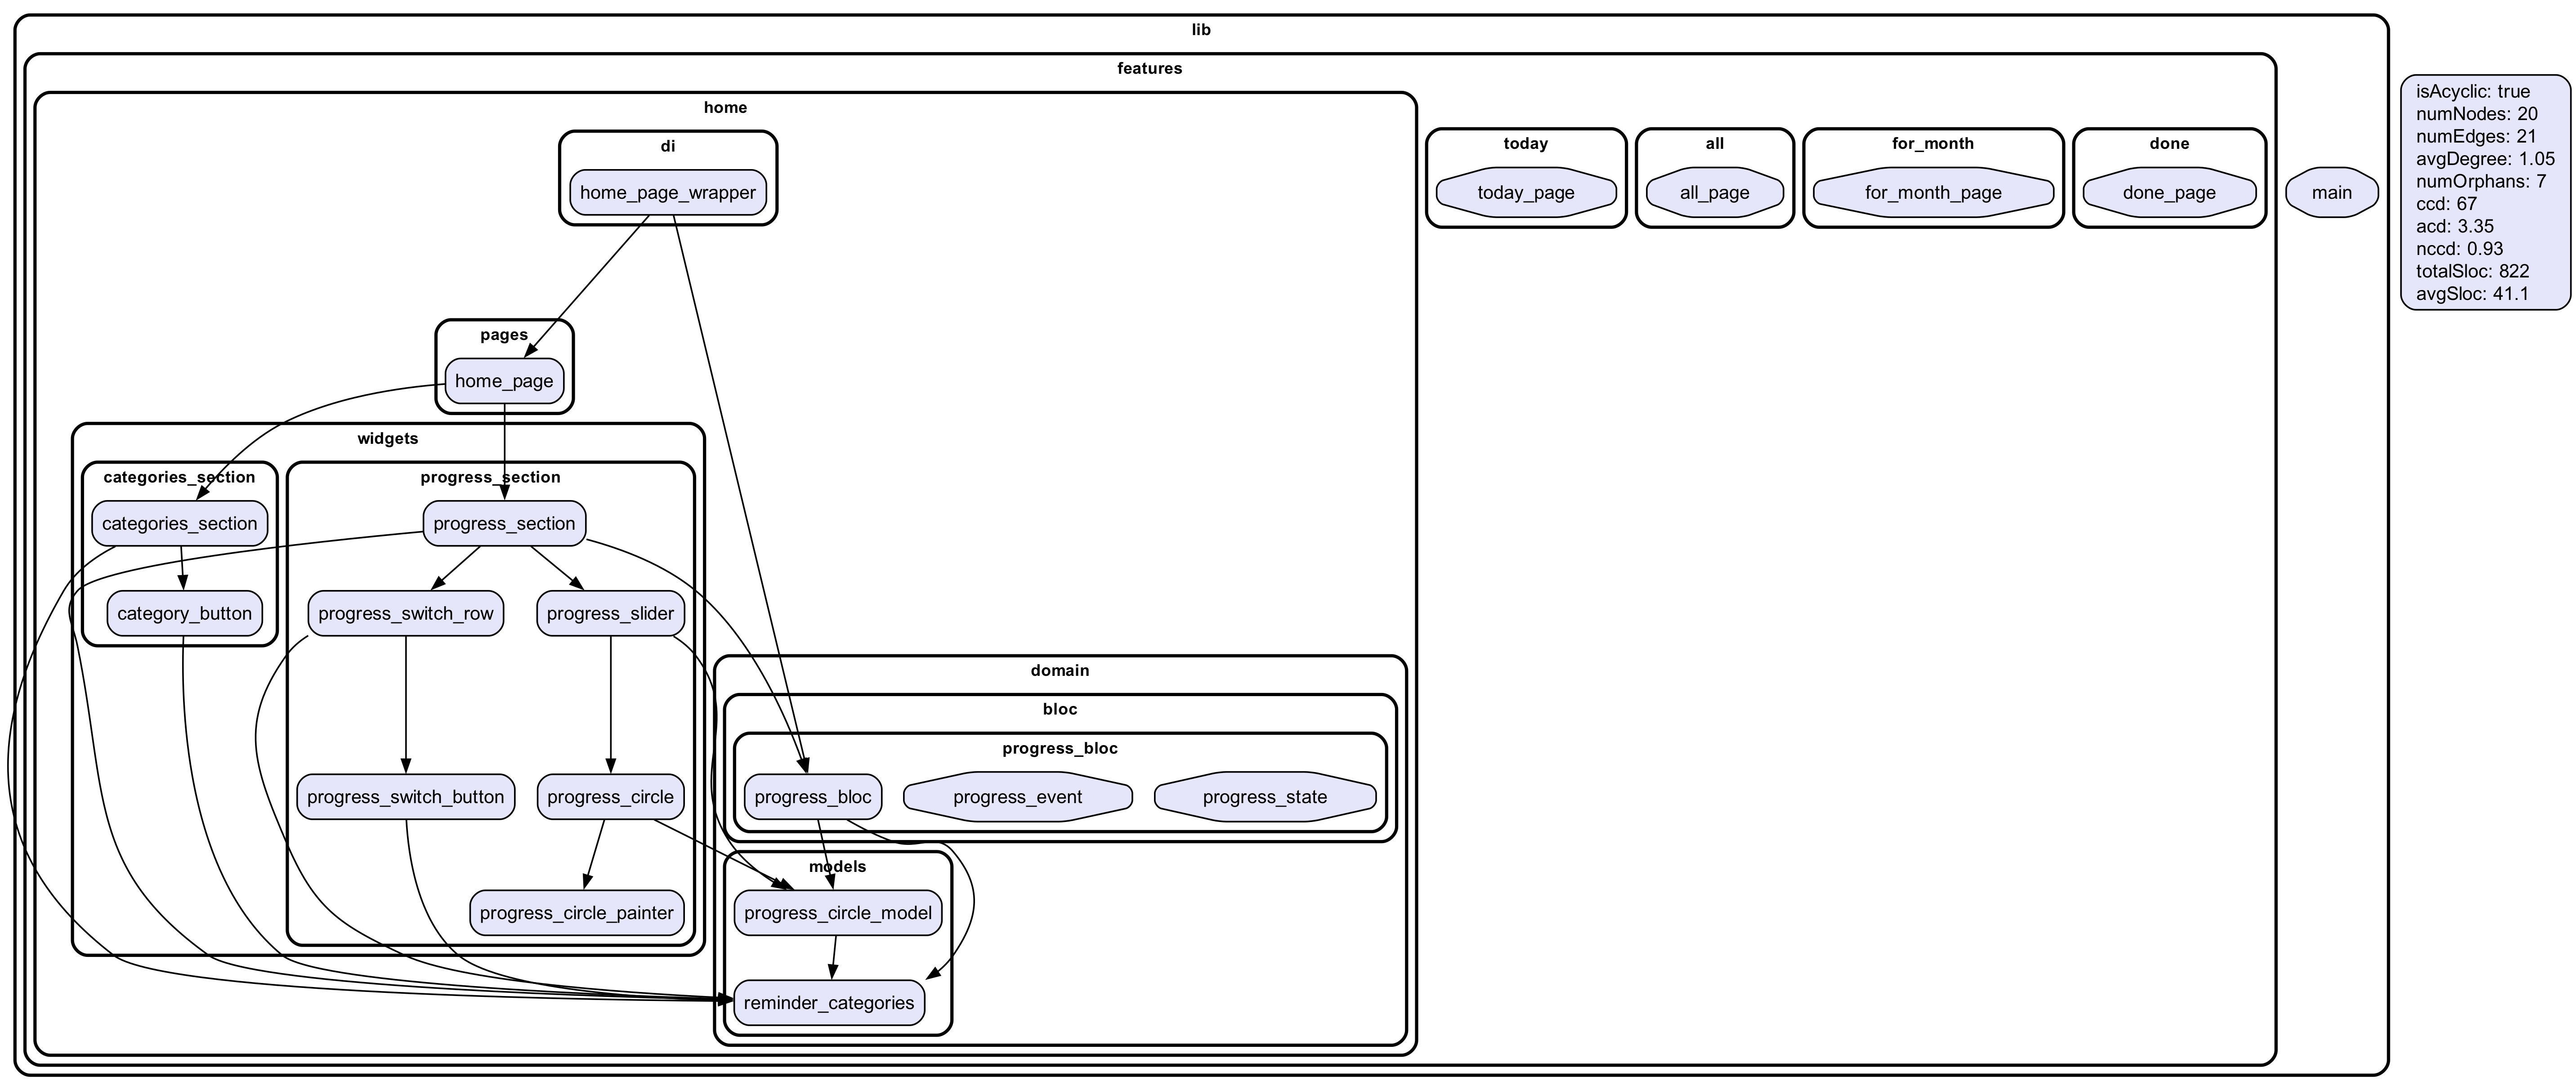 lib
features
home
di
home_page_wrapper
today
today_page
all
all_page
for_month
for_month_page
done
done_page
main
isAcyclic: true
numNodes: 20
numEdges: 21
avgDegree: 1.05
numOrphans: 7
ccd: 67
acd: 3.35
nccd: 0.93
totalSloc: 822
avgSloc: 41.1
pages
home_page
widgets
categories_section
categories_section
category_button
progress_section
progress_section
progress_switch_row
progress_slider
progress_switch_button
progress_circle
progress_circle_painter
domain
bloc
progress_bloc
progress_bloc
progress_event
progress_state
models
progress_circle_model
reminder_categories